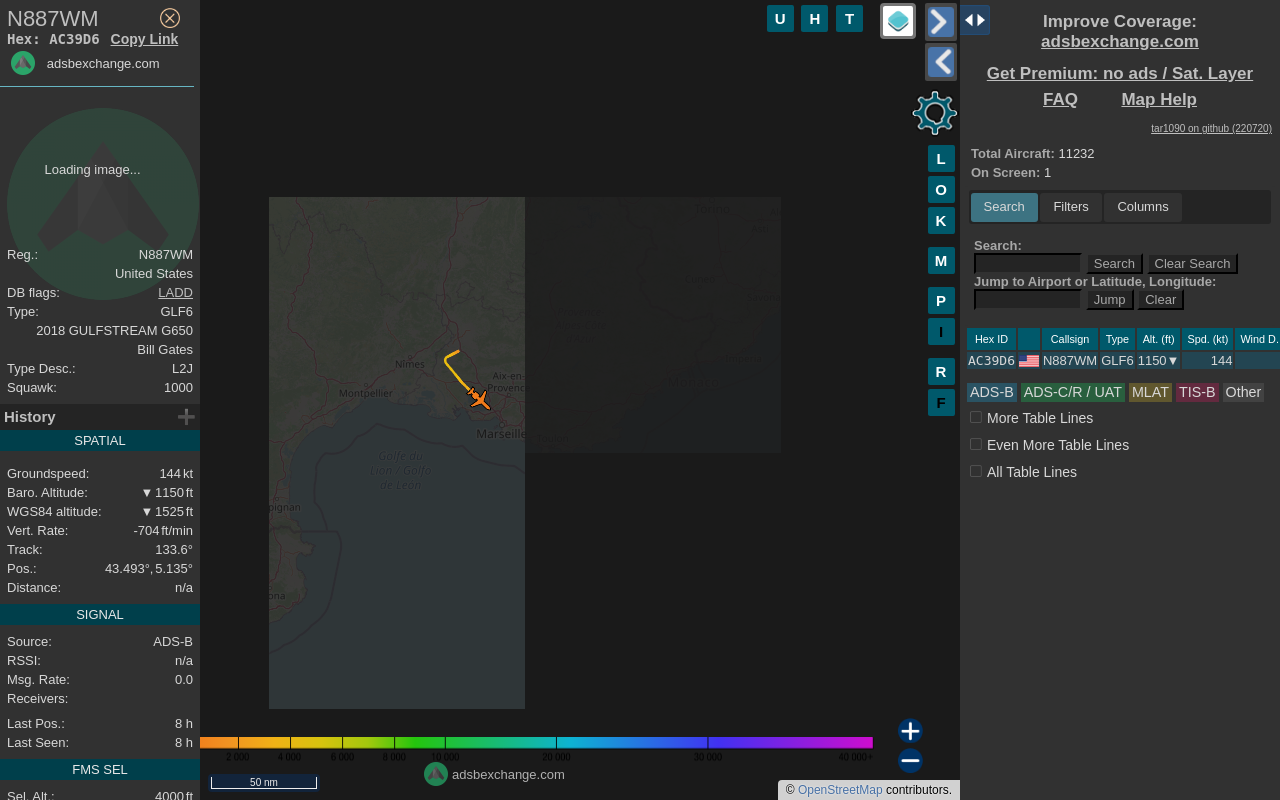 N887WM
Hex: AC39D6 Copy Link
adsbexchange.com
Loading image...
Reg.: N887WM
United States
DB flags: LADD
Type: GLF6
2018 GULFSTREAM G650
Bill Gates
Type Desc.: L2J
Squawk: 1000
History
SPATIAL
Groundspeed: 144 kt
Baro. Altitude: ▼ 1150 ft
WGS84 altitude: ▼ 1525 ft
Vert. Rate: -704 ft/min
Track: 133.6°
Pos.: 43.493°, 5.135°
Distance: n/a
SIGNAL
Source: ADS-B
RSSI: n/a
Msg. Rate: 0.0
Receivers:
Last Pos.: 8 h
Last Seen: 8 h
FMS SEL
Sel. Alt.: 4000 ft
U H T
L
O
K
M
P
I
R
F
Nîmes
Montpellier
Aix-en-
Provence
Marseille
Golfe du
Lion / Golfo
de León
pignan
ona
2 000 4 000 6 000 8 000 10 000 20 000 30 000 40 000+
50 nm
adsbexchange.com
© OpenStreetMap contributors.
Improve Coverage:
adsbexchange.com
Get Premium: no ads / Sat. Layer
FAQ Map Help
tar1090 on github (220720)
Total Aircraft: 11232
On Screen: 1
Search Filters Columns
Search:
Search Clear Search
Jump to Airport or Latitude, Longitude:
Jump Clear
Hex ID Callsign Type Alt. (ft) Spd. (kt) Wind D.
AC39D6 N887WM GLF6 1150▼ 144
ADS-B ADS-C/R / UAT MLAT TIS-B Other
More Table Lines
Even More Table Lines
All Table Lines